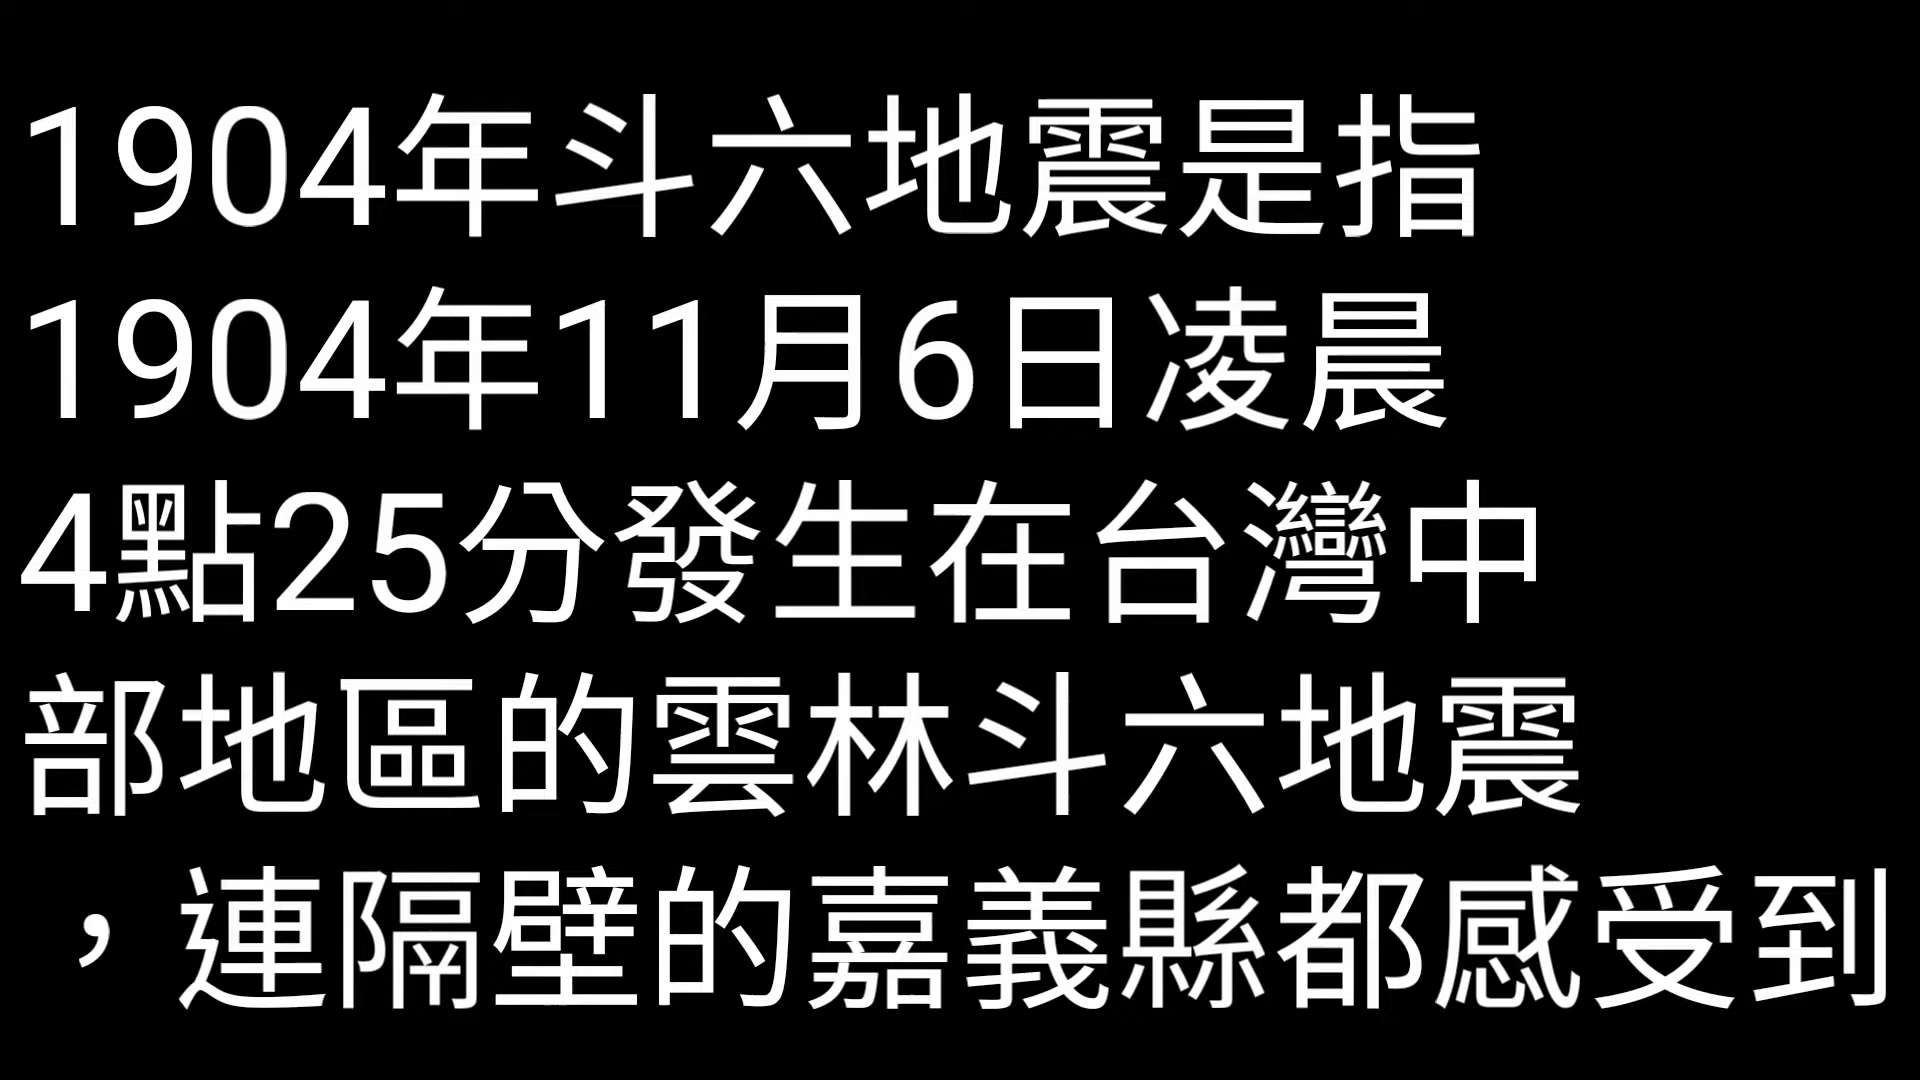 1904年斗六地震是指
1904年11月6日凌晨
4點25分發生在台灣中
部地區的雲林斗六地震
，連隔壁的嘉義縣都感受到